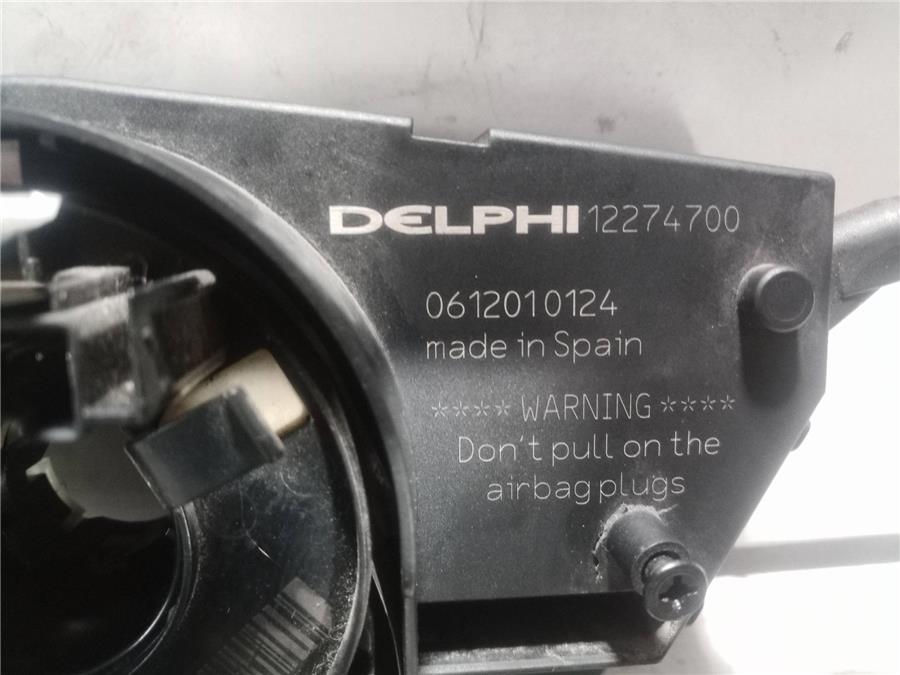 DELPHI 12274700
0612010124
made in Spain
**** WARNING ****
Don't pull on the
airbag plugs